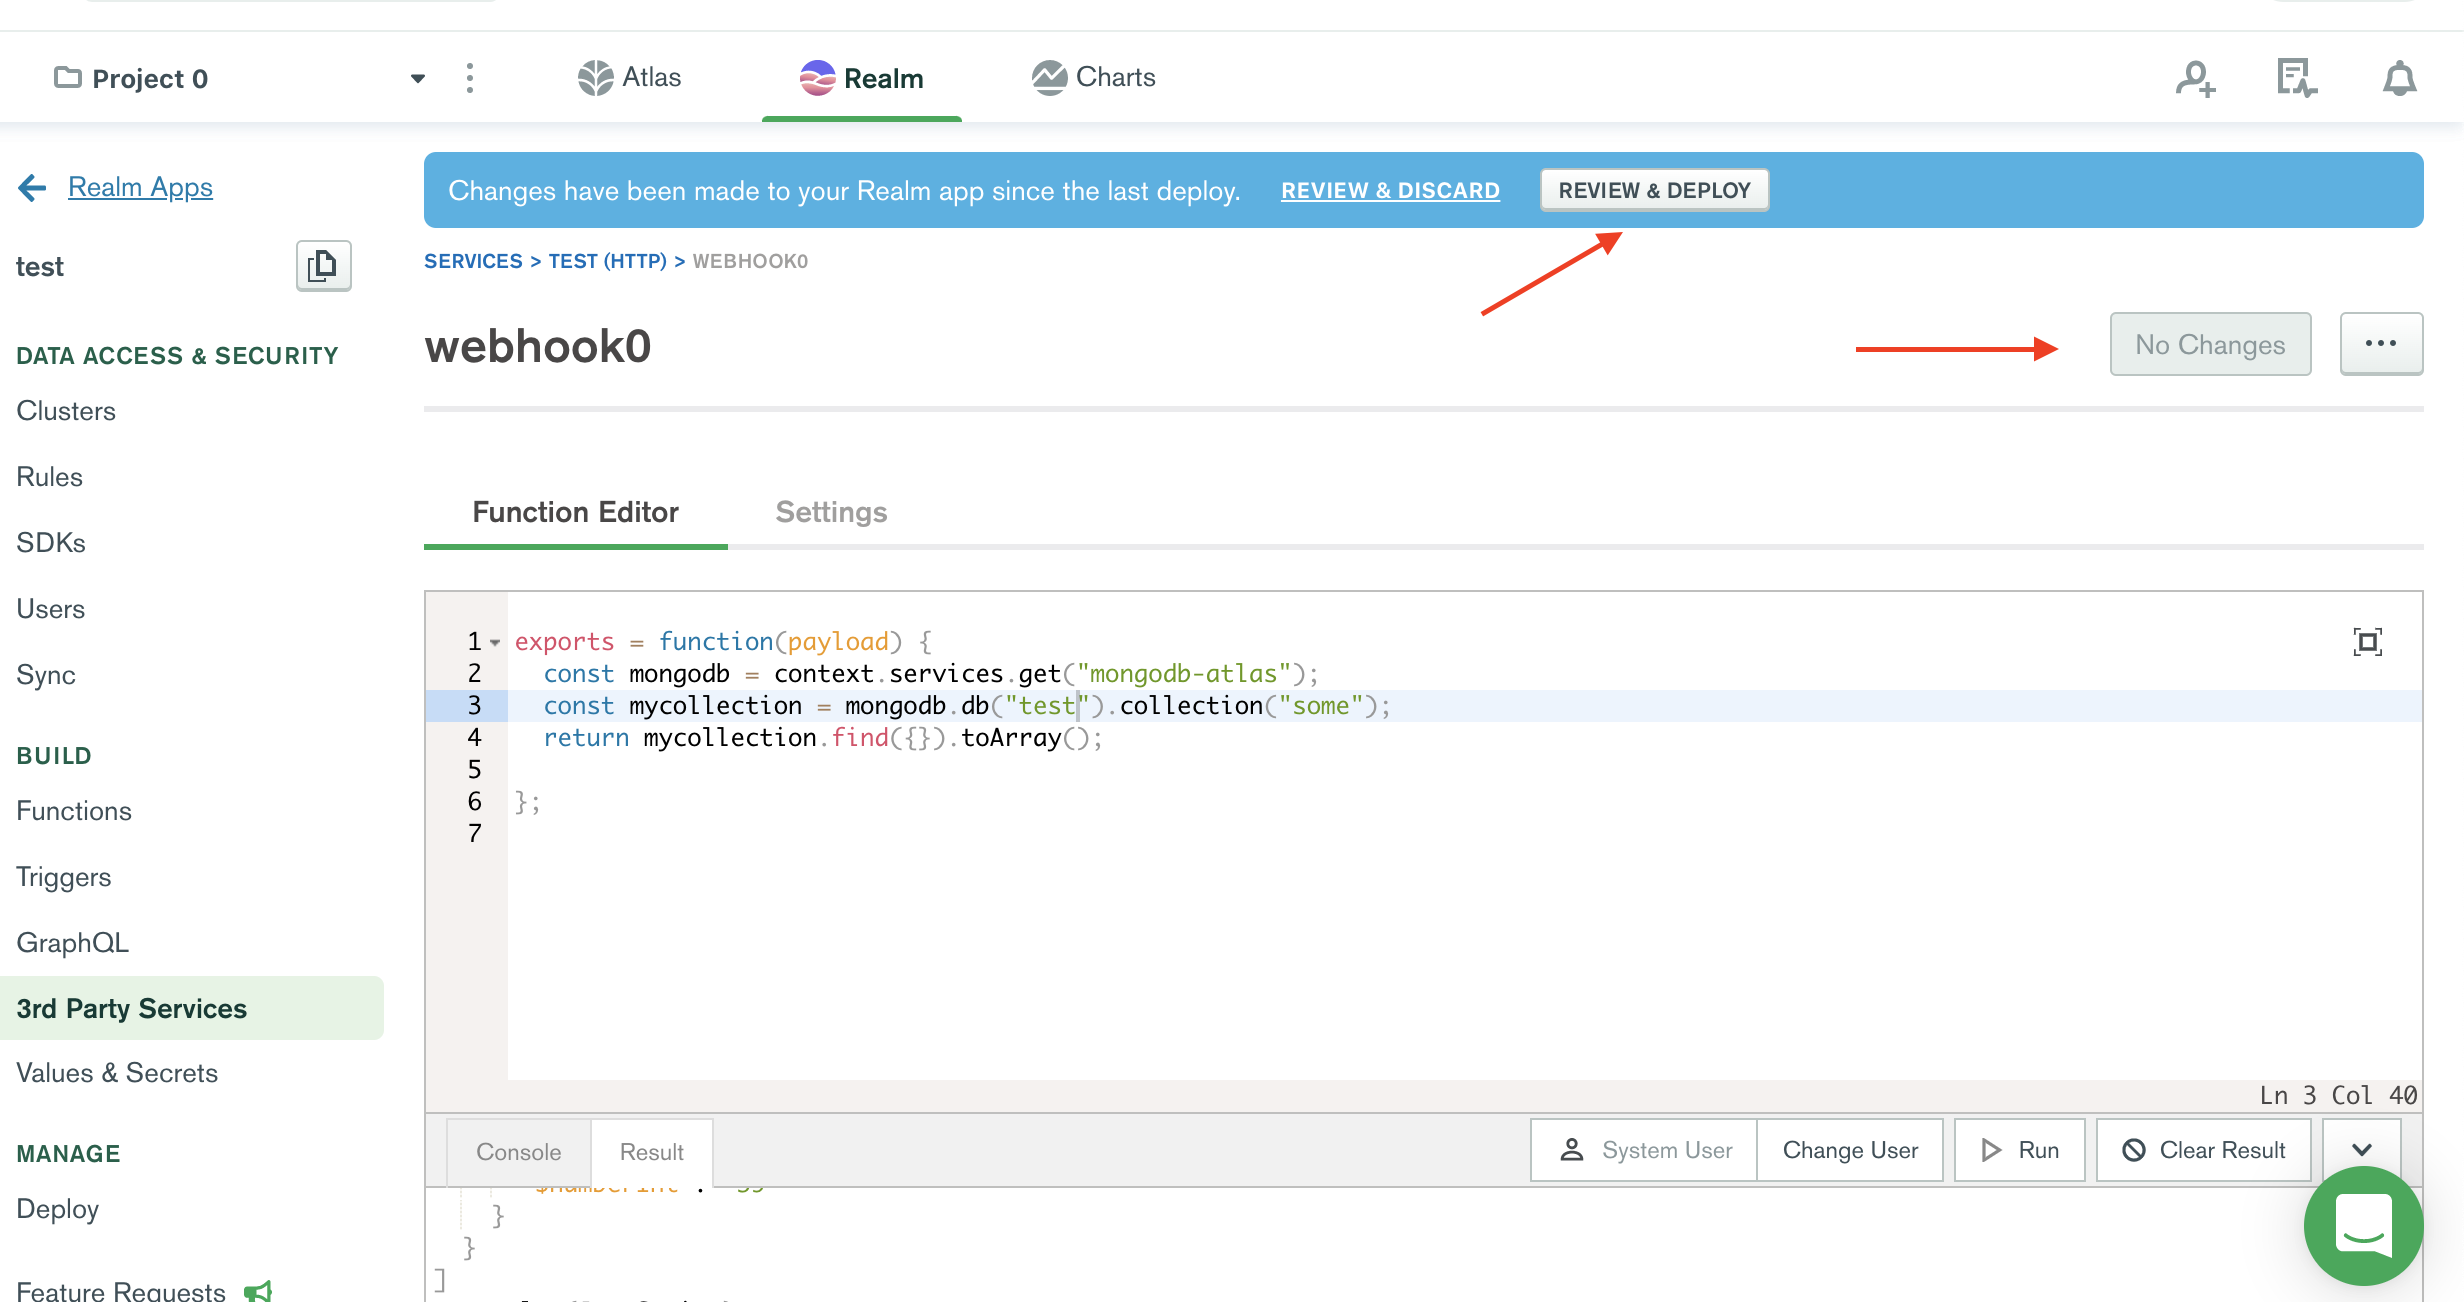 Project 0
Atlas
Realm
Charts
Realm Apps
test
DATA ACCESS & SECURITY
Clusters
Rules
SDKs
Users
Sync
BUILD
Functions
Triggers
GraphQL
3rd Party Services
Values & Secrets
MANAGE
Deploy
Feature Requests
Changes have been made to your Realm app since the last deploy. REVIEW & DISCARD REVIEW & DEPLOY
SERVICES > TEST (HTTP) > WEBHOOK0
webhook0
No Changes
Function Editor Settings
1 exports = function(payload) {
2 const mongodb = context.services.get("mongodb-atlas");
3 const mycollection = mongodb.db("test").collection("some");
4 return mycollection.find({}).toArray();
5
6 };
7
Ln 3 Col 40
Console Result System User Change User Run Clear Result
}
}
]